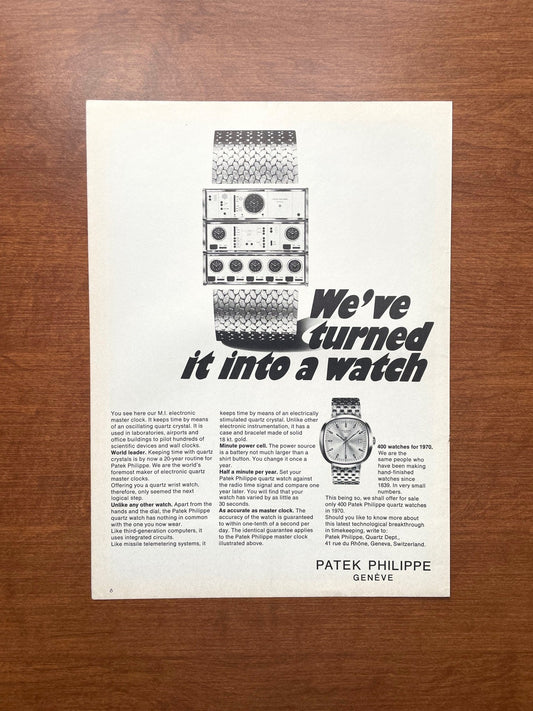 We've
turned
it into a watch
You see here our M.I. electronic
master clock. It keeps time by means
of an oscillating quartz crystal. It is
used in laboratories, airports and
office buildings to pilot hundreds of
scientific devices and wall clocks.
World leader. Keeping time with quartz
crystals is by now a 20-year routine for
Patek Philippe. We are the world's
foremost maker of electronic quartz
master clocks.
Offering you a quartz wrist watch,
therefore, only seemed the next
logical step.
Unlike any other watch. Apart from the
hands and the dial, the Patek Philippe
quartz watch has nothing in common
with the one you now wear.
Like third-generation computers, it
uses integrated circuits.
Like missile telemetering systems, it
keeps time by means of an electrically
stimulated quartz crystal. Unlike other
electronic instrumentation, it has a
case and bracelet made of solid
18 kt. gold.
Minute power cell. The power source
is a battery not much larger than a
shirt button. You change it once a
year.
Half a minute per year. Set your
Patek Philippe quartz watch against
the radio time signal and compare one
year later. You will find that your
watch has varied by as little as
30 seconds.
As accurate as master clock. The
accuracy of the watch is guaranteed
to within one-tenth of a second per
day. The identical guarantee applies
to the Patek Philippe master clock
illustrated above.
400 watches for 1970.
We are the
same people who
have been making
hand-finished
watches since
1839. In very small
numbers.
This being so, we shall offer for sale
only 400 Patek Philippe quartz watches
in 1970.
Should you like to know more about
this latest technological breakthrough
in timekeeping, write to:
Patek Philippe, Quartz Dept.,
41 rue du Rhône, Geneva, Switzerland.
PATEK PHILIPPE
GENÈVE
6